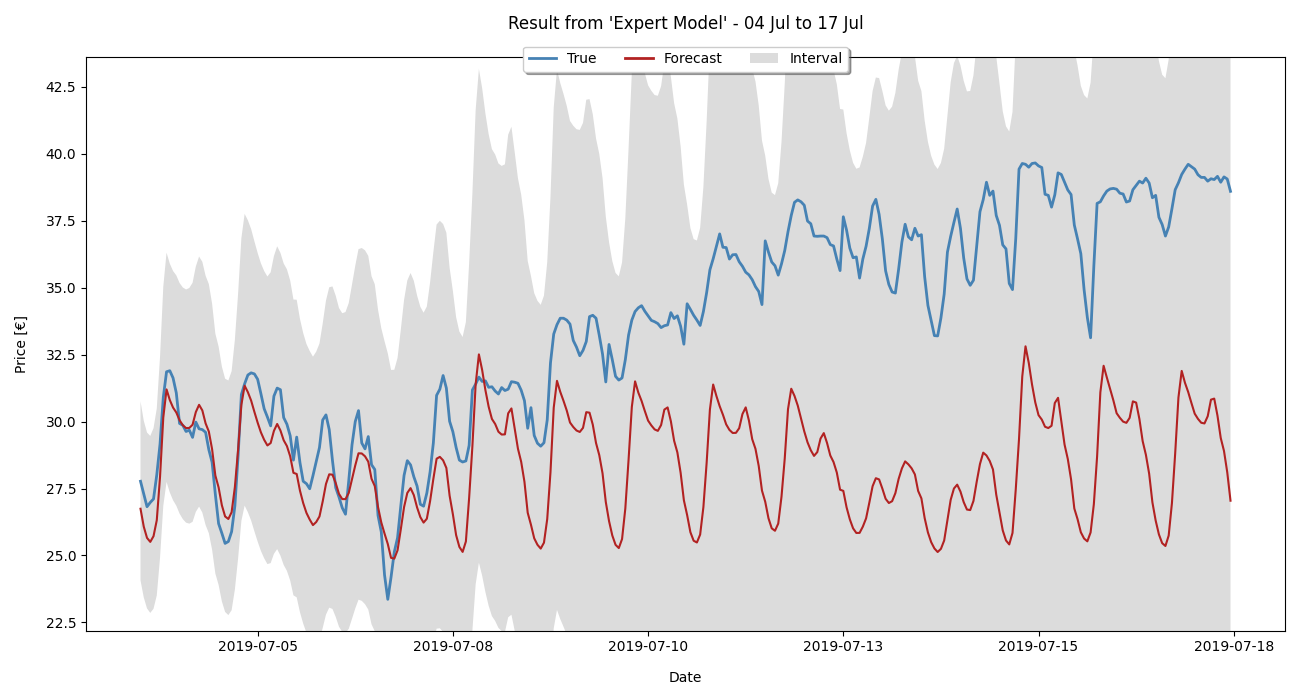 Result from 'Expert Model' - 04 Jul to 17 Jul
True Forecast Interval
42.5
40.0
37.5
35.0
32.5
30.0
27.5
25.0
22.5
Price [€]
2019-07-05 2019-07-08 2019-07-10 2019-07-13 2019-07-15 2019-07-18
Date